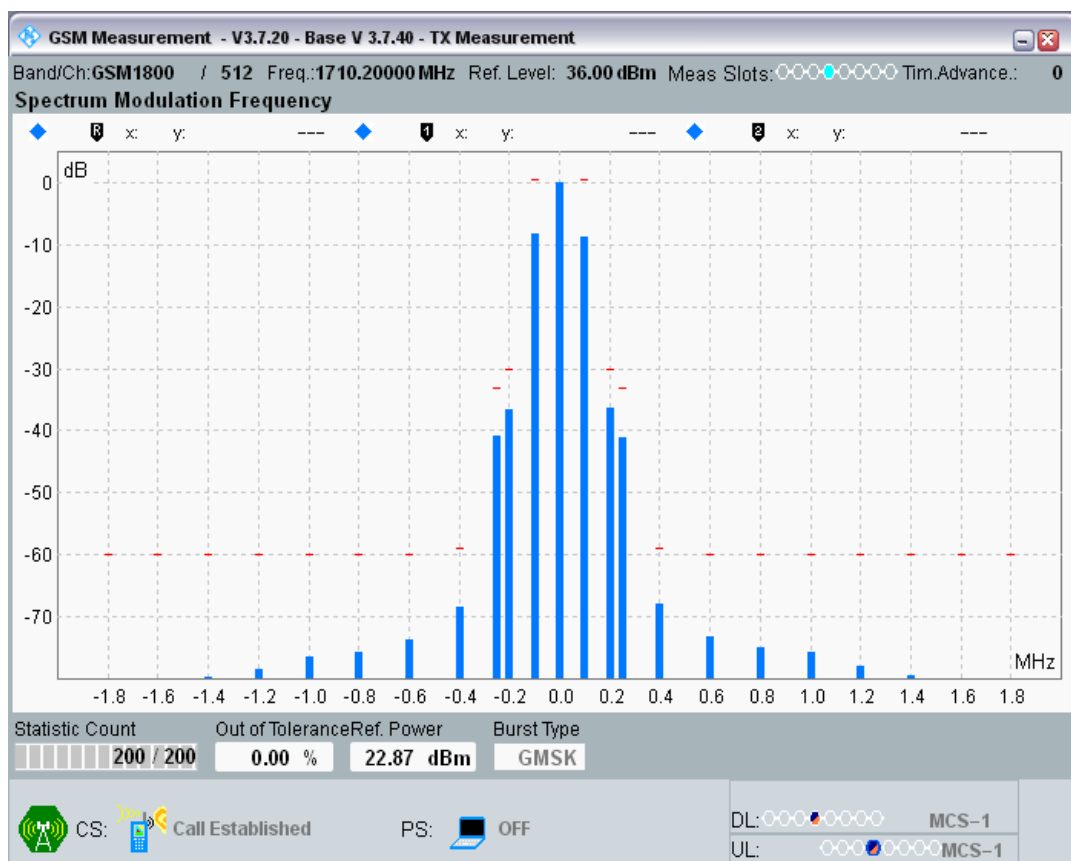 GSM Measurement - V3.7.20 - Base V 3.7.40 - TX Measurement
Band/Ch:GSM1800 / 512 Freq.:1710.20000 MHz Ref. Level: 36.00 dBm Meas Slots: Tim.Advance.: 0
Spectrum Modulation Frequency
R x: y: --- 1 x: y: --- 2 x: y: ---
dB
0
-10
-20
-30
-40
-50
-60
-70
MHz
-1.8 -1.6 -1.4 -1.2 -1.0 -0.8 -0.6 -0.4 -0.2 0.0 0.2 0.4 0.6 0.8 1.0 1.2 1.4 1.6 1.8
Statistic Count Out of Tolerance Ref. Power Burst Type
200 / 200 0.00 % 22.87 dBm GMSK
CS: Call Established PS: OFF
DL: MCS-1
UL: MCS-1